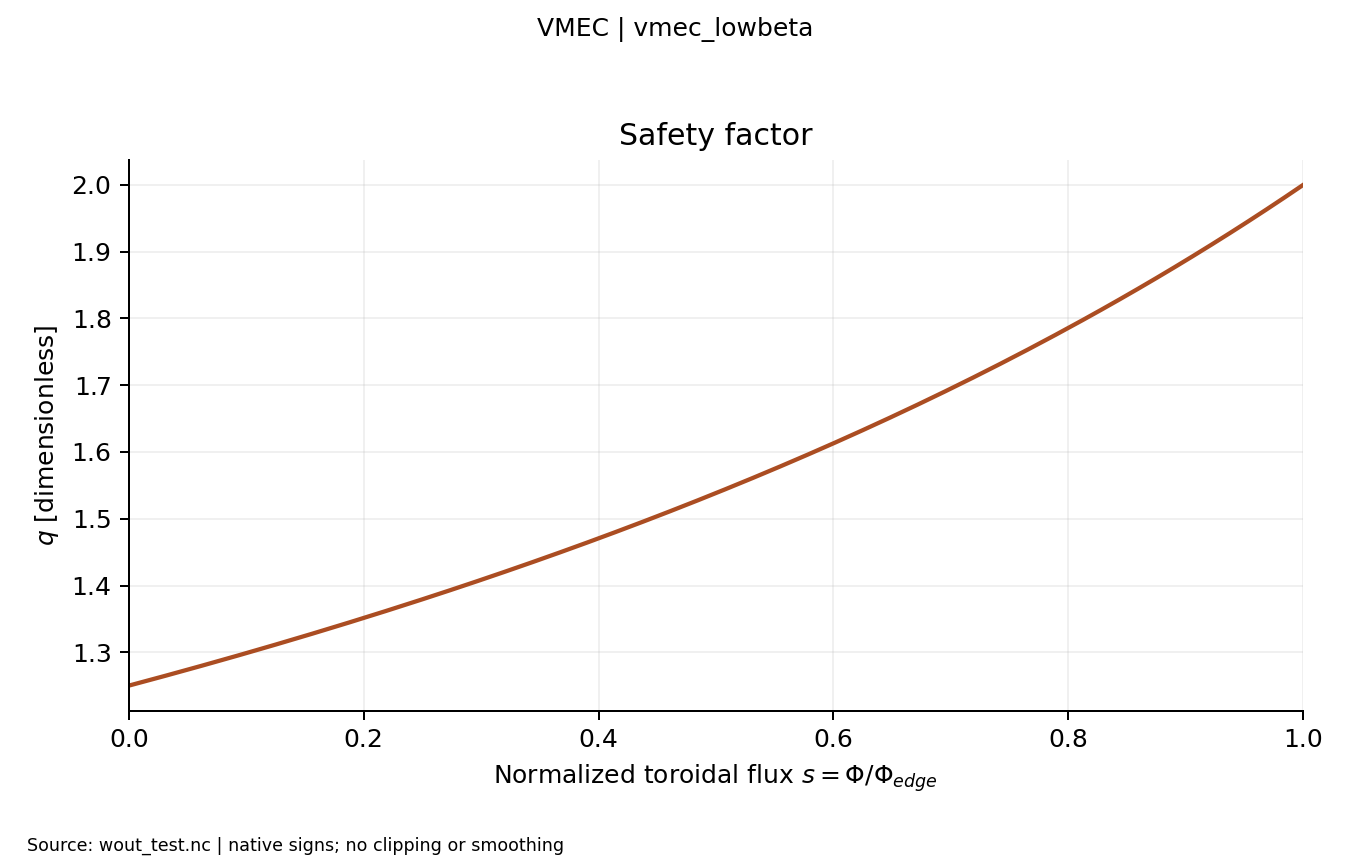 VMEC | vmec_lowbeta
Safety factor
q [dimensionless]
2.0
1.9
1.8
1.7
1.6
1.5
1.4
1.3
0.0 0.2 0.4 0.6 0.8 1.0
Normalized toroidal flux s = Φ/Φ_edge
Source: wout_test.nc | native signs; no clipping or smoothing